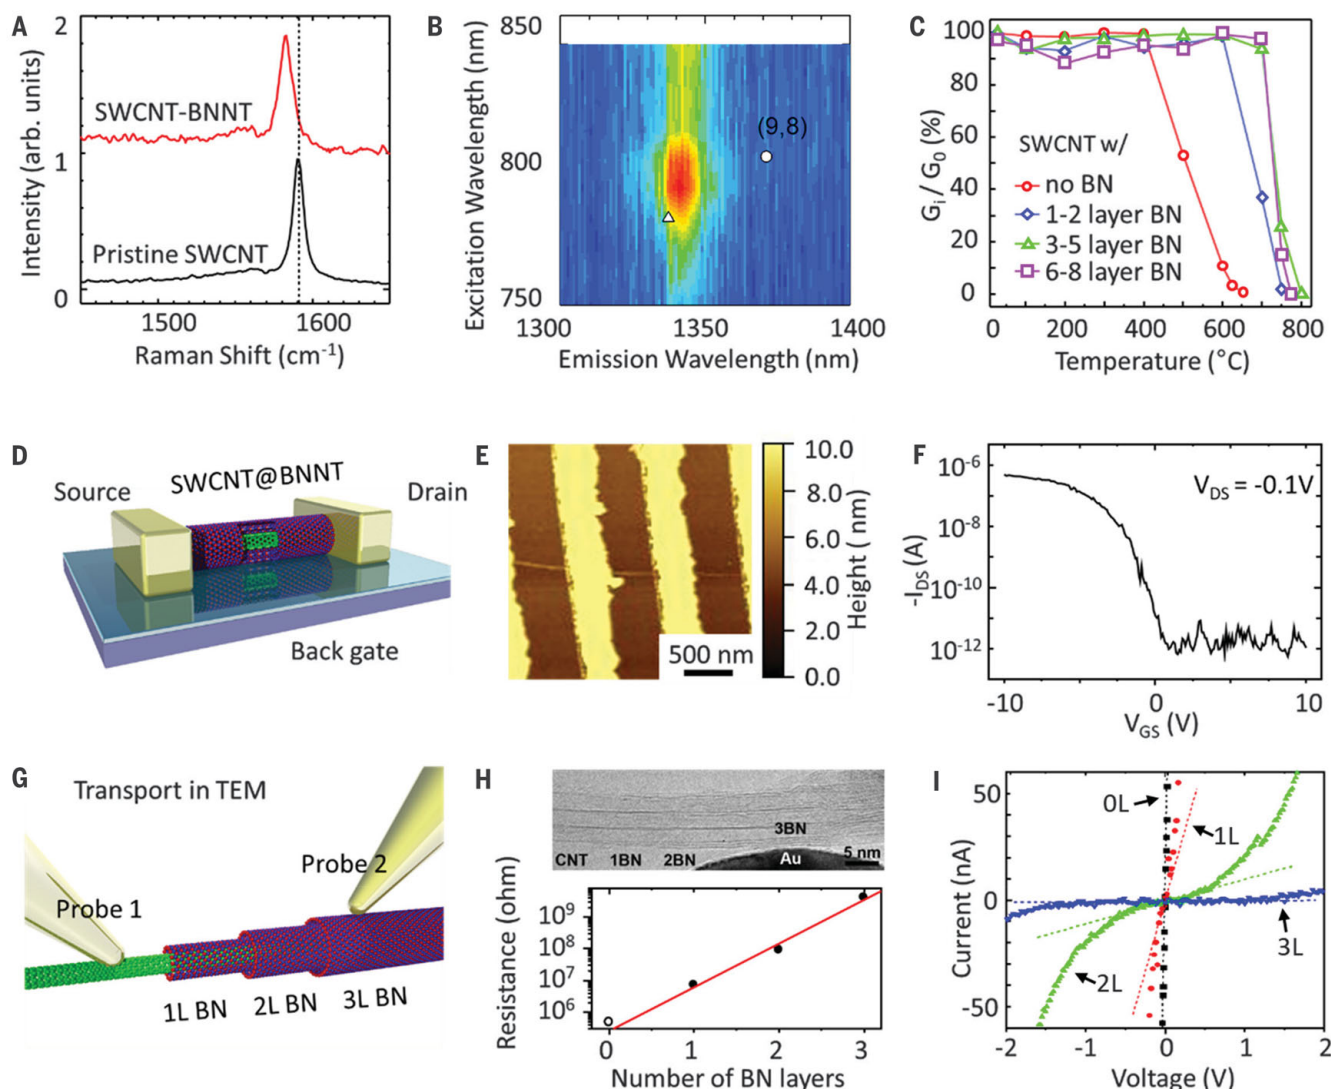 A
2
1
0
Intensity (arb. units)
SWCNT-BNNT
Pristine SWCNT
1500
1600
Raman Shift (cm⁻¹)
B
850
800
750
Excitation Wavelength (nm)
(9,8)
1300
1350
1400
Emission Wavelength (nm)
C
100
80
60
40
20
0
Gᵢ / G₀ (%)
SWCNT w/
no BN
1-2 layer BN
3-5 layer BN
6-8 layer BN
0
200
400
600
800
Temperature (°C)
D
SWCNT@BNNT
Source
Drain
Back gate
E
500 nm
10.0
8.0
6.0
4.0
2.0
0.0
Height ( nm)
F
10⁻⁶
10⁻⁸
10⁻¹⁰
10⁻¹²
-I_DS (A)
V_DS = -0.1V
-10
0
10
V_GS (V)
G
Transport in TEM
Probe 1
Probe 2
1L BN
2L BN
3L BN
H
CNT
1BN
2BN
3BN
Au
5 nm
Resistance (ohm)
10⁹
10⁸
10⁷
10⁶
0
1
2
3
Number of BN layers
I
50
0
-50
Current (nA)
0L
1L
2L
3L
-2
-1
0
1
2
Voltage (V)